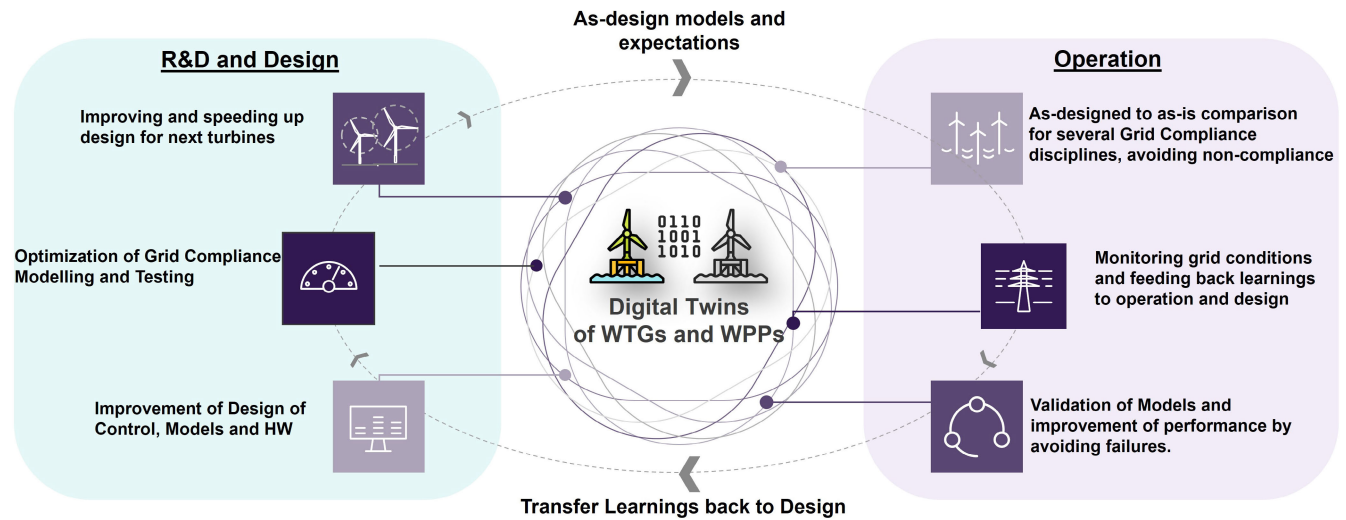 As-design models and
expectations
R&D and Design
Improving and speeding up
design for next turbines
Optimization of Grid Compliance
Modelling and Testing
Improvement of Design of
Control, Models and HW
0110
1001
1010
Digital Twins
of WTGs and WPPs
Operation
As-designed to as-is comparison
for several Grid Compliance
disciplines, avoiding non-compliance
Monitoring grid conditions
and feeding back learnings
to operation and design
Validation of Models and
improvement of performance by
avoiding failures.
Transfer Learnings back to Design